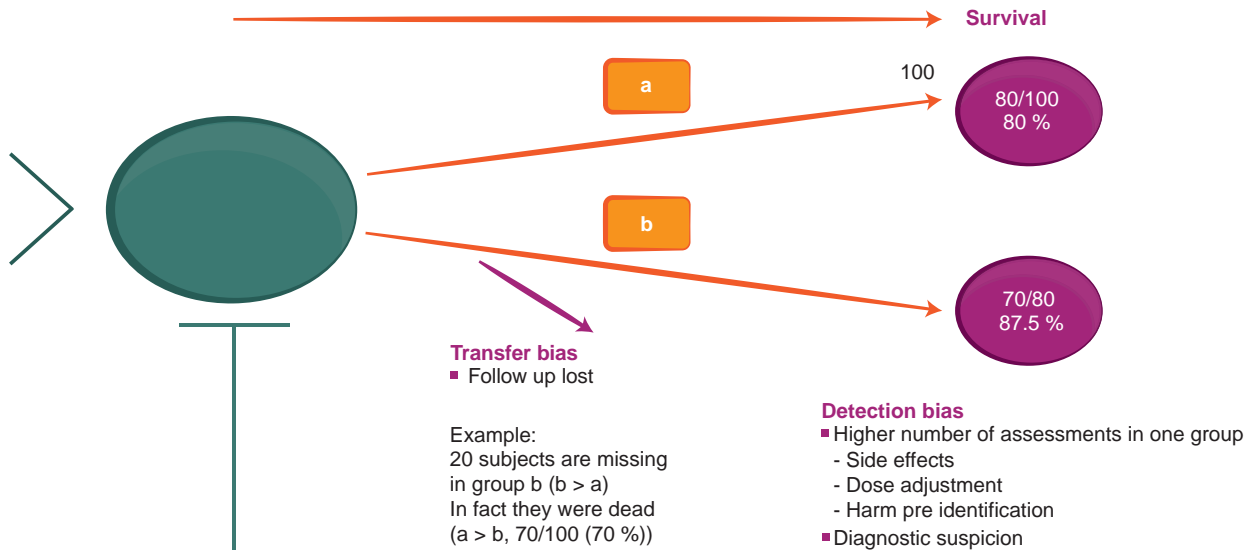 Survival
a
100
80/100
80 %
b
70/80
87.5 %
Transfer bias
▪ Follow up lost
Example:
20 subjects are missing
in group b (b > a)
In fact they were dead
(a > b, 70/100 (70 %))
Detection bias
▪ Higher number of assessments in one group
- Side effects
- Dose adjustment
- Harm pre identification
▪ Diagnostic suspicion